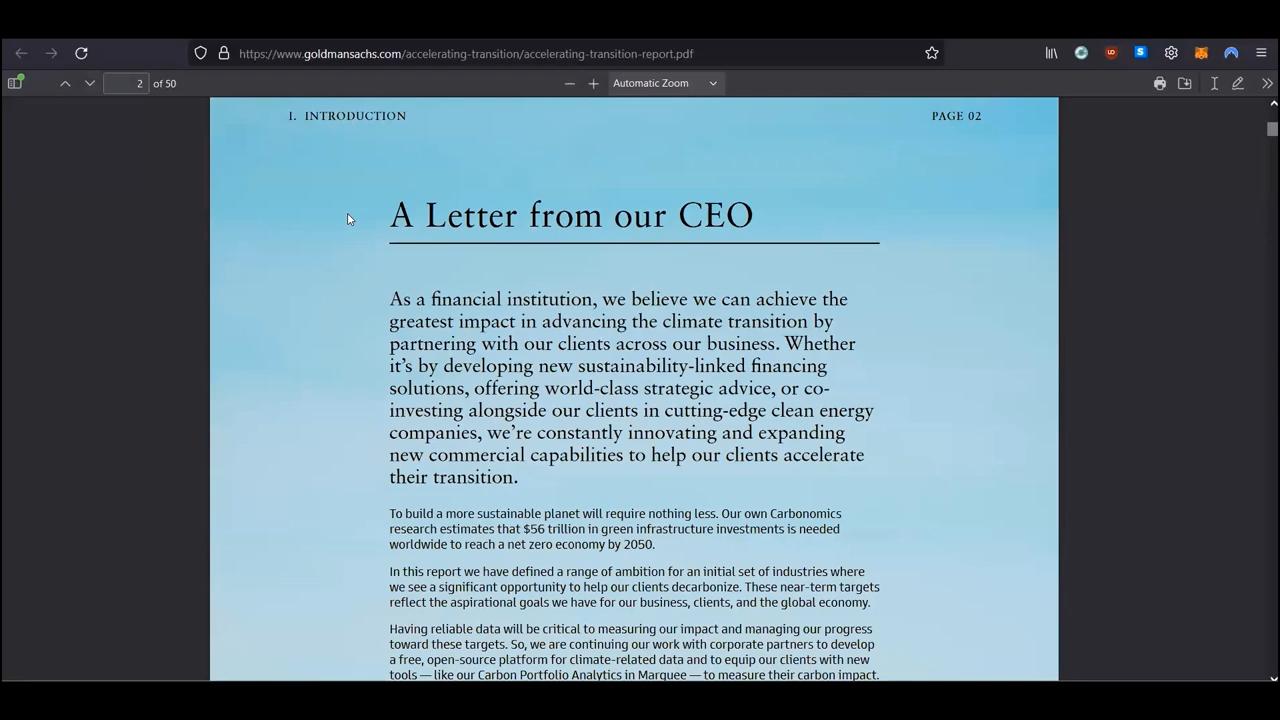 https://www.goldmansachs.com/accelerating-transition/accelerating-transition-report.pdf
2 of 50
Automatic Zoom
I. INTRODUCTION
PAGE 02
A Letter from our CEO
As a financial institution, we believe we can achieve the
greatest impact in advancing the climate transition by
partnering with our clients across our business. Whether
it's by developing new sustainability-linked financing
solutions, offering world-class strategic advice, or co-
investing alongside our clients in cutting-edge clean energy
companies, we're constantly innovating and expanding
new commercial capabilities to help our clients accelerate
their transition.
To build a more sustainable planet will require nothing less. Our own Carbonomics
research estimates that $56 trillion in green infrastructure investments is needed
worldwide to reach a net zero economy by 2050.
In this report we have defined a range of ambition for an initial set of industries where
we see a significant opportunity to help our clients decarbonize. These near-term targets
reflect the aspirational goals we have for our business, clients, and the global economy.
Having reliable data will be critical to measuring our impact and managing our progress
toward these targets. So, we are continuing our work with corporate partners to develop
a free, open-source platform for climate-related data and to equip our clients with new
tools — like our Carbon Portfolio Analytics in Marquee — to measure their carbon impact.